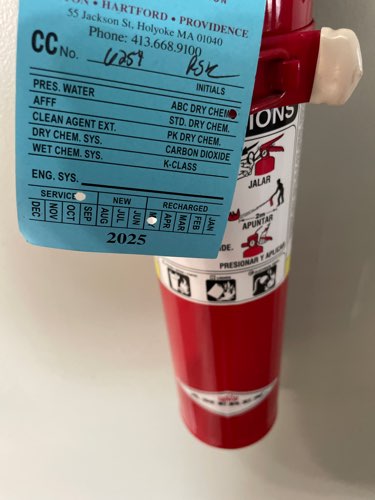 HARTFORD • PROVIDENCE
55 Jackson St, Holyoke MA 01040
Phone: 413.668.9100
CC No. 6259
INITIALS
PRES. WATER
ABC DRY CHEM
AFFF
STD. DRY CHEM.
CLEAN AGENT EXT.
PK DRY CHEM.
DRY CHEM. SYS.
CARBON DIOXIDE
WET CHEM. SYS.
K-CLASS
ENG. SYS.
SERVICE NEW RECHARGED
DEC NOV OCT SEP AUG JUL JUN APR MAR FEB JAN
2025
IONS
JALAR
2m
APUNTAR
PRESIONAR Y
AMEREX